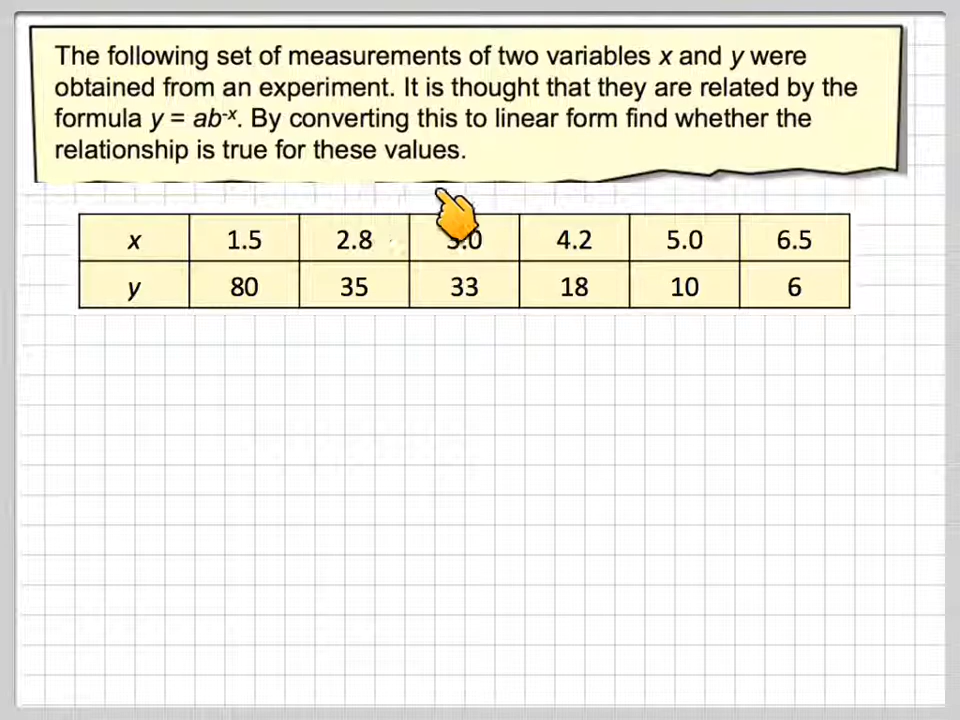 The following set of measurements of two variables x and y were
obtained from an experiment. It is thought that they are related by the
formula y = ab⁻ˣ. By converting this to linear form find whether the
relationship is true for these values.
x 1.5 2.8 3.0 4.2 5.0 6.5
y 80 35 33 18 10 6